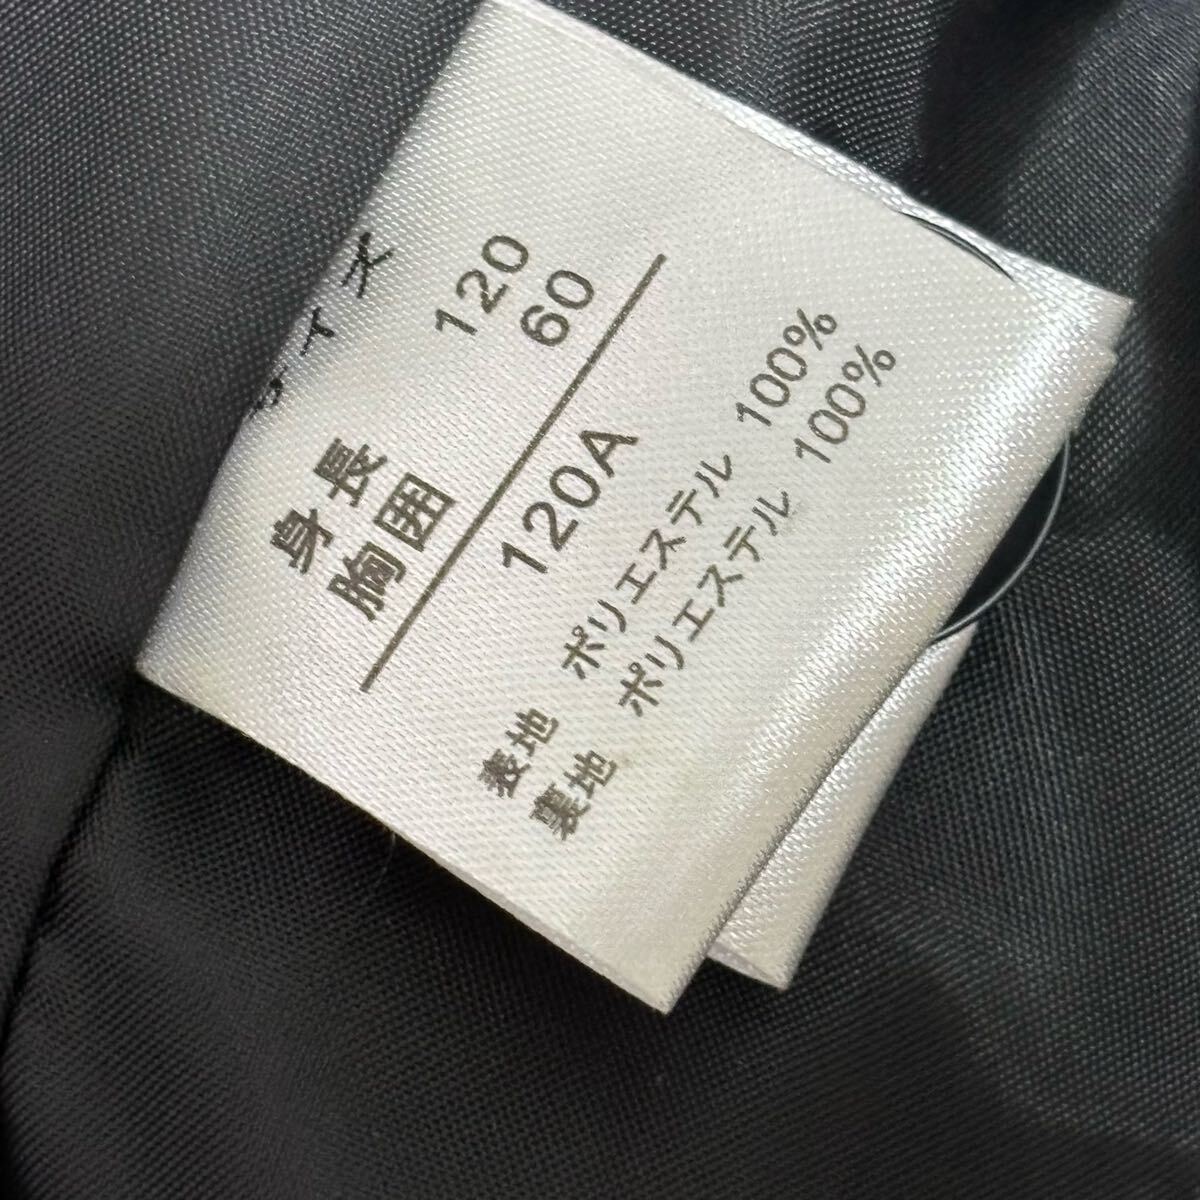 サイズ
身長 120
胸囲 60
120A
表地 ポリエステル 100%
裏地 ポリエステル 100%